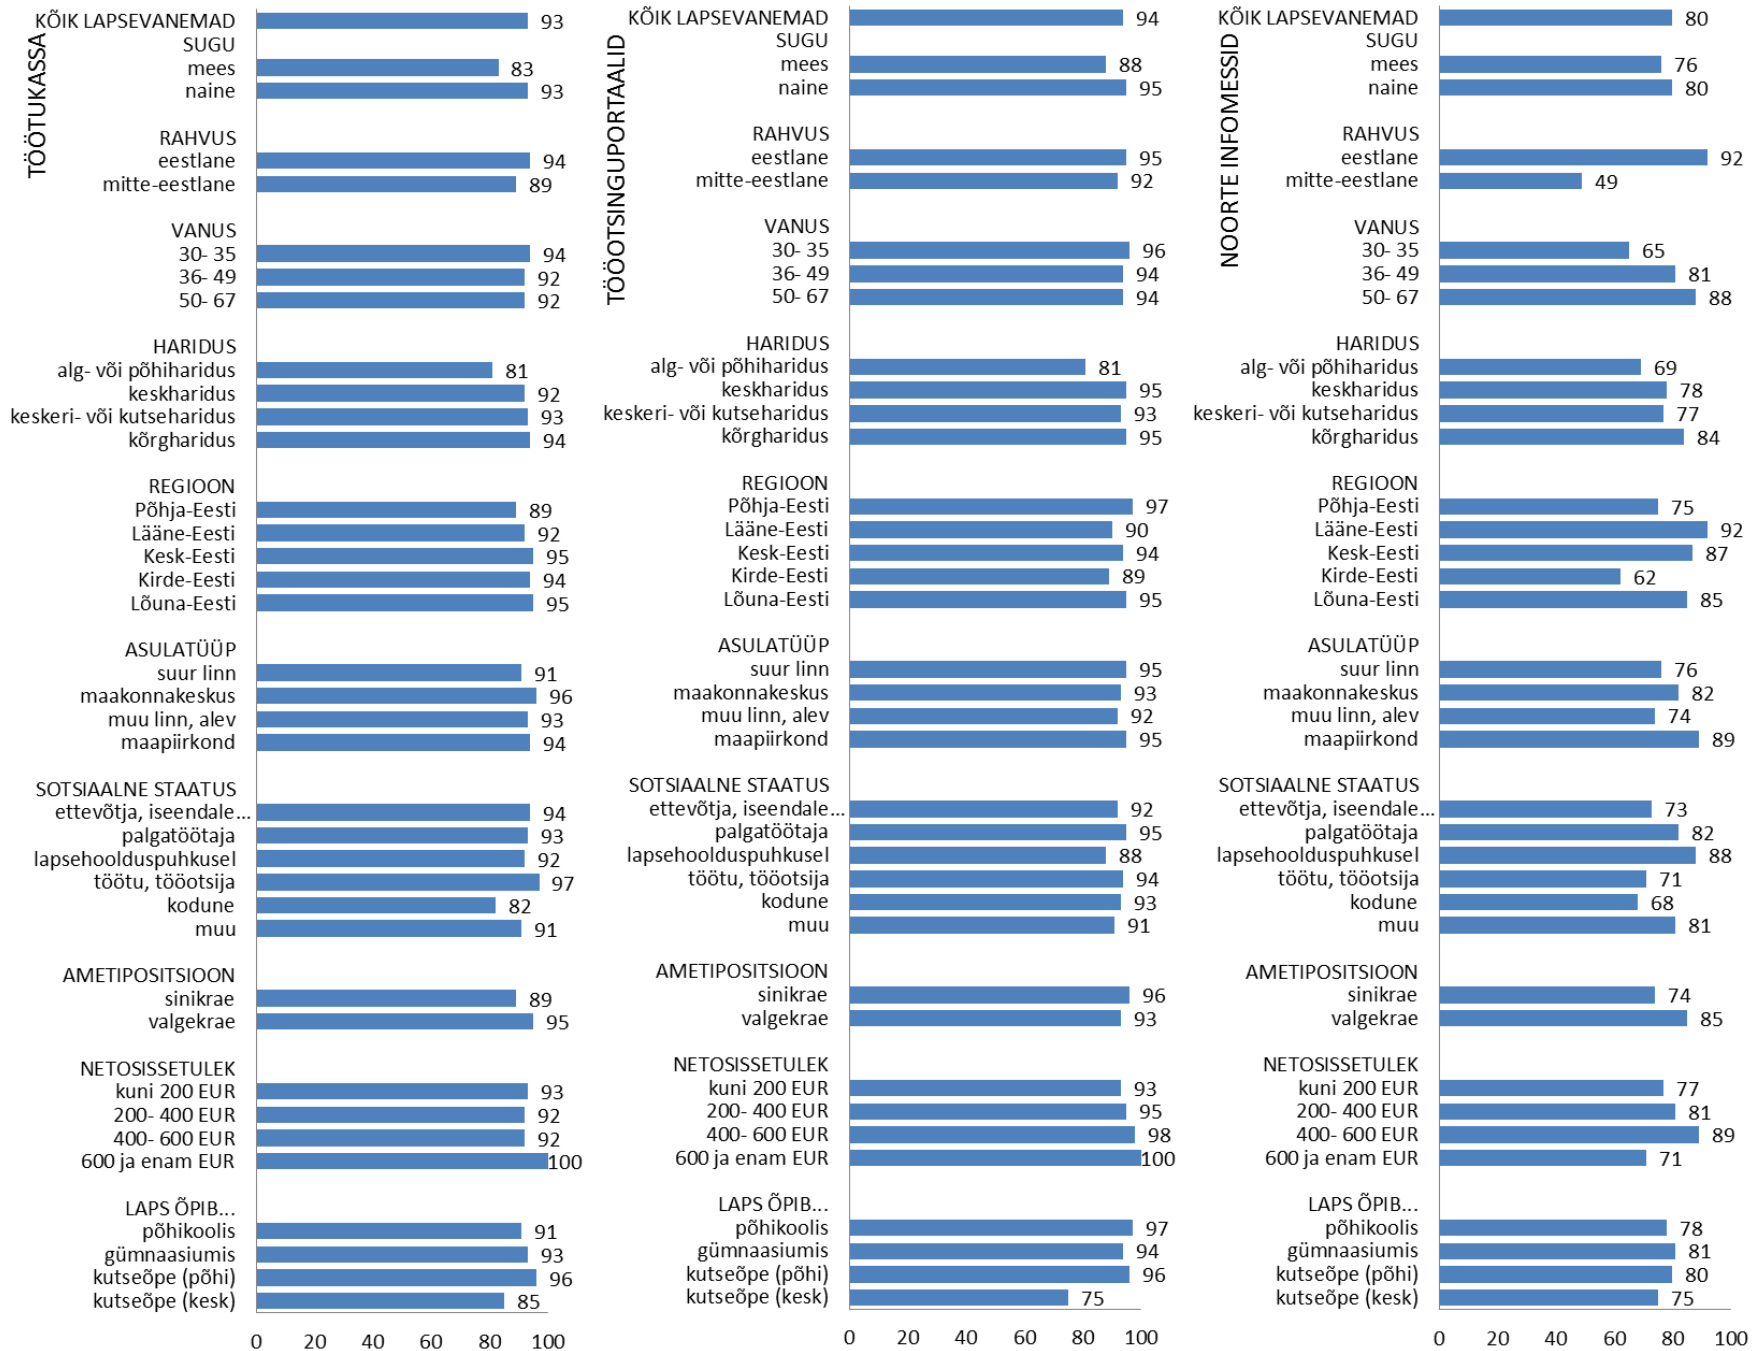 TÖÖTUKASSA
KÕIK LAPSEVANEMAD 93
SUGU
mees 83
naine 93
RAHVUS
eestlane 94
mitte-eestlane 89
VANUS
30- 35 94
36- 49 92
50- 67 92
HARIDUS
alg- või põhiharidus 81
keskharidus 92
keskeri- või kutseharidus 93
kõrgharidus 94
REGIOON
Põhja-Eesti 89
Lääne-Eesti 92
Kesk-Eesti 95
Kirde-Eesti 94
Lõuna-Eesti 95
ASULATÜÜP
suur linn 91
maakonnakeskus 96
muu linn, alev 93
maapiirkond 94
SOTSIAALNE STAATUS
ettevõtja, iseendale... 94
palgatöötaja 93
lapsehoolduspuhkusel 92
töötu, tööotsija 97
kodune 82
muu 91
AMETIPOSITSIOON
sinikrae 89
valgekrae 95
NETOSISSETULEK
kuni 200 EUR 93
200- 400 EUR 92
400- 600 EUR 92
600 ja enam EUR 100
LAPS ÕPIB...
põhikoolis 91
gümnaasiumis 93
kutseõpe (põhi) 96
kutseõpe (kesk) 85
0 20 40 60 80 100
TÖÖOTSINGUPORTAALID
KÕIK LAPSEVANEMAD 94
SUGU
mees 88
naine 95
RAHVUS
eestlane 95
mitte-eestlane 92
VANUS
30- 35 96
36- 49 94
50- 67 94
HARIDUS
alg- või põhiharidus 81
keskharidus 95
keskeri- või kutseharidus 93
kõrgharidus 95
REGIOON
Põhja-Eesti 97
Lääne-Eesti 90
Kesk-Eesti 94
Kirde-Eesti 89
Lõuna-Eesti 95
ASULATÜÜP
suur linn 95
maakonnakeskus 93
muu linn, alev 92
maapiirkond 95
SOTSIAALNE STAATUS
ettevõtja, iseendale... 92
palgatöötaja 95
lapsehoolduspuhkusel 88
töötu, tööotsija 94
kodune 93
muu 91
AMETIPOSITSIOON
sinikrae 96
valgekrae 93
NETOSISSETULEK
kuni 200 EUR 93
200- 400 EUR 95
400- 600 EUR 98
600 ja enam EUR 100
LAPS ÕPIB...
põhikoolis 97
gümnaasiumis 94
kutseõpe (põhi) 96
kutseõpe (kesk) 75
0 20 40 60 80 100
NOORTE INFOMESSID
KÕIK LAPSEVANEMAD 80
SUGU
mees 76
naine 80
RAHVUS
eestlane 92
mitte-eestlane 49
VANUS
30- 35 65
36- 49 81
50- 67 88
HARIDUS
alg- või põhiharidus 69
keskharidus 78
keskeri- või kutseharidus 77
kõrgharidus 84
REGIOON
Põhja-Eesti 75
Lääne-Eesti 92
Kesk-Eesti 87
Kirde-Eesti 62
Lõuna-Eesti 85
ASULATÜÜP
suur linn 76
maakonnakeskus 82
muu linn, alev 74
maapiirkond 89
SOTSIAALNE STAATUS
ettevõtja, iseendale... 73
palgatöötaja 82
lapsehoolduspuhkusel 88
töötu, tööotsija 71
kodune 68
muu 81
AMETIPOSITSIOON
sinikrae 74
valgekrae 85
NETOSISSETULEK
kuni 200 EUR 77
200- 400 EUR 81
400- 600 EUR 89
600 ja enam EUR 71
LAPS ÕPIB...
põhikoolis 78
gümnaasiumis 81
kutseõpe (põhi) 80
kutseõpe (kesk) 75
0 20 40 60 80 100